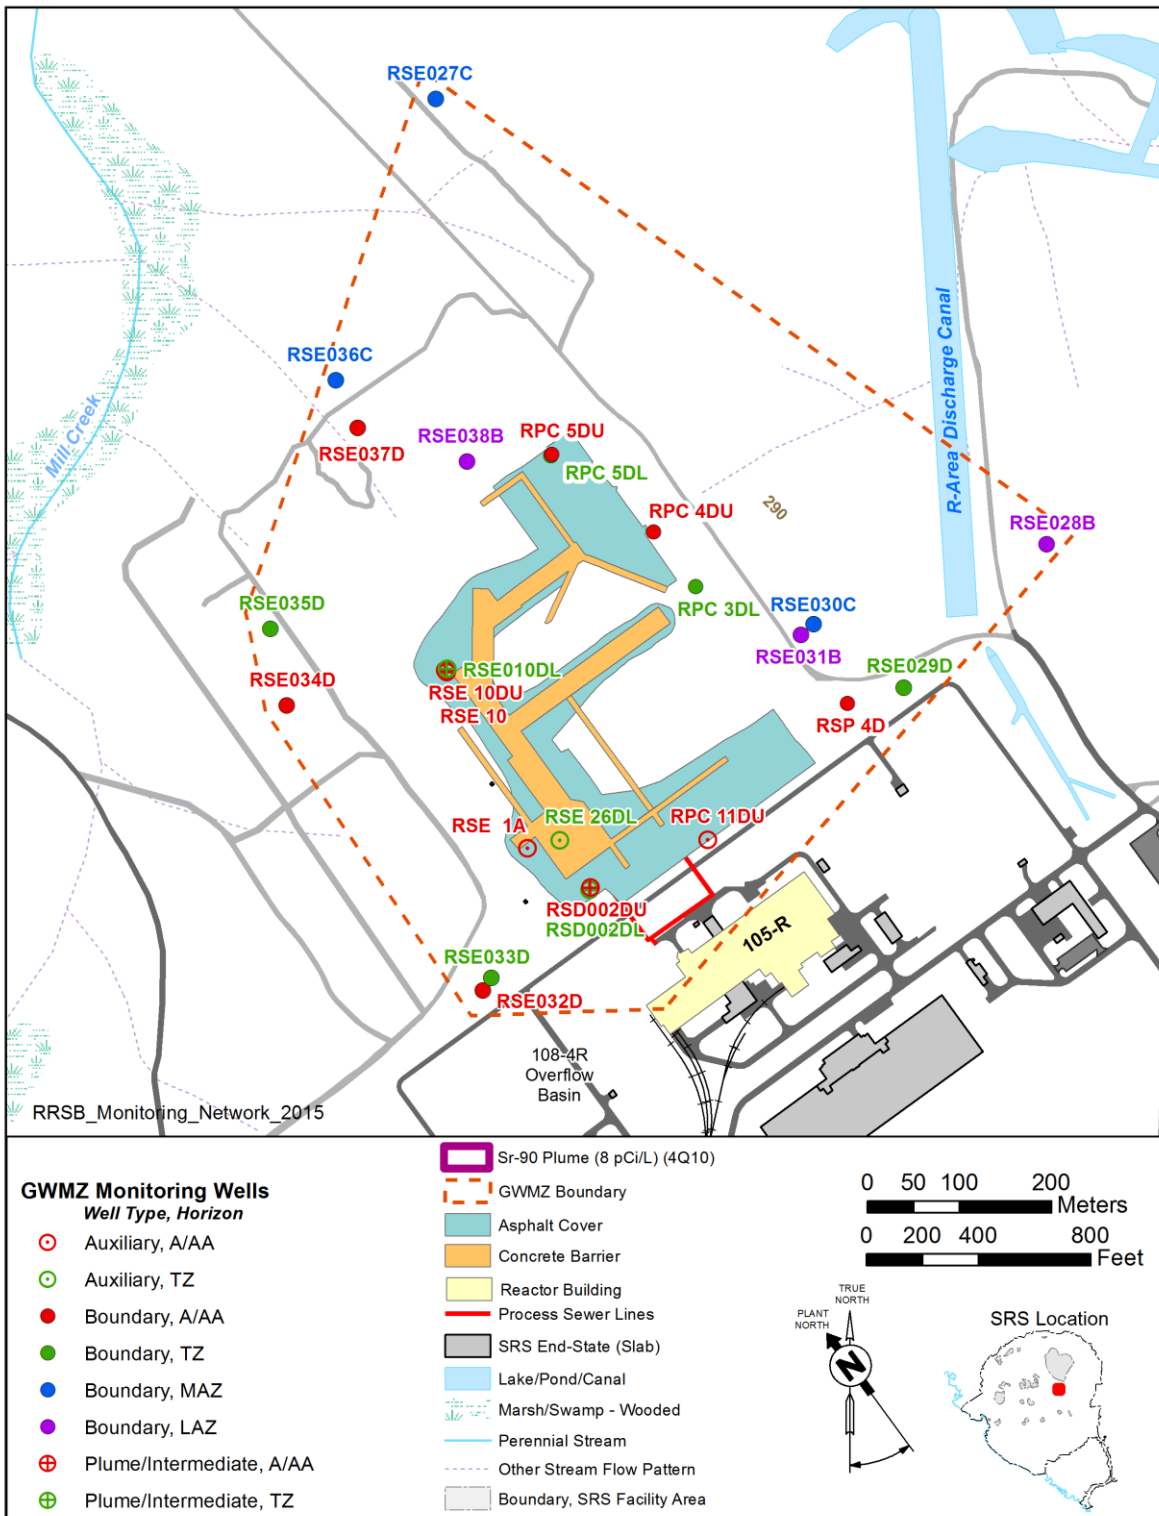 RSE027C
R-Area Discharge Canal
RSE036C
Mill Creek
RSE037D
RSE038B
RPC 5DU
RPC 5DL
RPC 4DU
290
RSE028B
RPC 3DL
RSE035D
RSE030C
RSE031B
RSE029D
RSE010DL
RSE 10DU
RSE 10
RSE034D
RSP 4D
RSE 1A
RSE 26DL
RPC 11DU
RSD002DU
RSD002DL
105-R
RSE033D
RSE032D
108-4R
Overflow
Basin
RRSB_Monitoring_Network_2015
GWMZ Monitoring Wells
Well Type, Horizon
Auxiliary, A/AA
Auxiliary, TZ
Boundary, A/AA
Boundary, TZ
Boundary, MAZ
Boundary, LAZ
Plume/Intermediate, A/AA
Plume/Intermediate, TZ
Sr-90 Plume (8 pCi/L) (4Q10)
GWMZ Boundary
Asphalt Cover
Concrete Barrier
Reactor Building
Process Sewer Lines
SRS End-State (Slab)
Lake/Pond/Canal
Marsh/Swamp - Wooded
Perennial Stream
Other Stream Flow Pattern
Boundary, SRS Facility Area
0 50 100 200
Meters
0 200 400 800
Feet
TRUE
NORTH
PLANT
NORTH
N
SRS Location